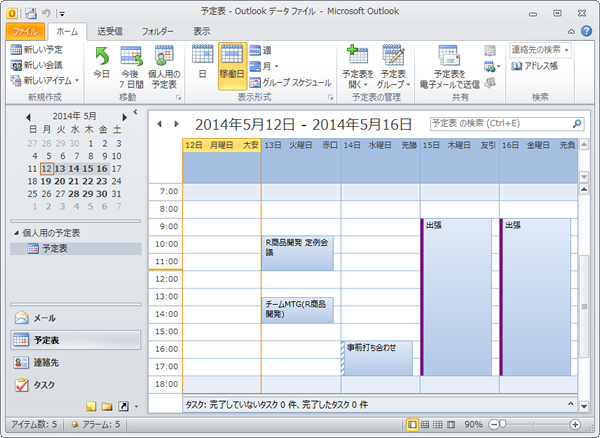 予定表 - Outlook データ ファイル - Microsoft Outlook
ファイル ホーム 送受信 フォルダー 表示
新しい予定
新しい会議
新しいアイテム
新規作成
今日
今後
7 日間
個人用の
予定表
移動
日
稼働日
週
月
グループ スケジュール
表示形式
予定表を
開く
予定表
グループ
予定表の管理
予定表を
電子メールで送信
共有
連絡先の検索
アドレス帳
検索
2014年 5月
日 月 火 水 木 金 土
27 28 29 30 1 2 3
4 5 6 7 8 9 10
11 12 13 14 15 16 17
18 19 20 21 22 23 24
25 26 27 28 29 30 31
1 2 3 4 5 6 7
個人用の予定表
予定表
メール
予定表
連絡先
タスク
2014年5月12日 - 2014年5月16日
予定表 の検索 (Ctrl+E)
12日 月曜日 大安
13日 火曜日 赤口
14日 水曜日 先勝
15日 木曜日 友引
16日 金曜日 先負
7:00
8:00
9:00
10:00
11:00
12:00
13:00
14:00
15:00
16:00
17:00
18:00
R商品開発 定例会
議
チームMTG(R商品
開発)
事前打ち合わせ
出張
出張
タスク: 完了していないタスク 0 件、完了したタスク 0 件
アイテム数: 5 アラーム: 5
90%